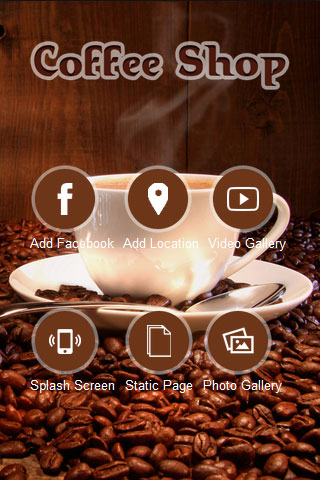 Coffee Shop
Add Facebook Add Location Video Gallery
Splash Screen Static Page Photo Gallery